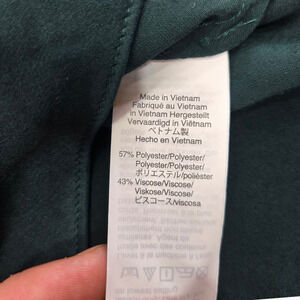 Made in Vietnam
Fabriqué au Vietnam
in Vietnam Hergestellt
Vervaardigd in Viëtnam
ベトナム製
Hecho en Vietnam
57% Polyester/Polyester/
Polyester/Polyester/
ポリエステル/poliéster
43% Viscose/Viscose/
Viskose/Viscose/
ビスコース/viscosa